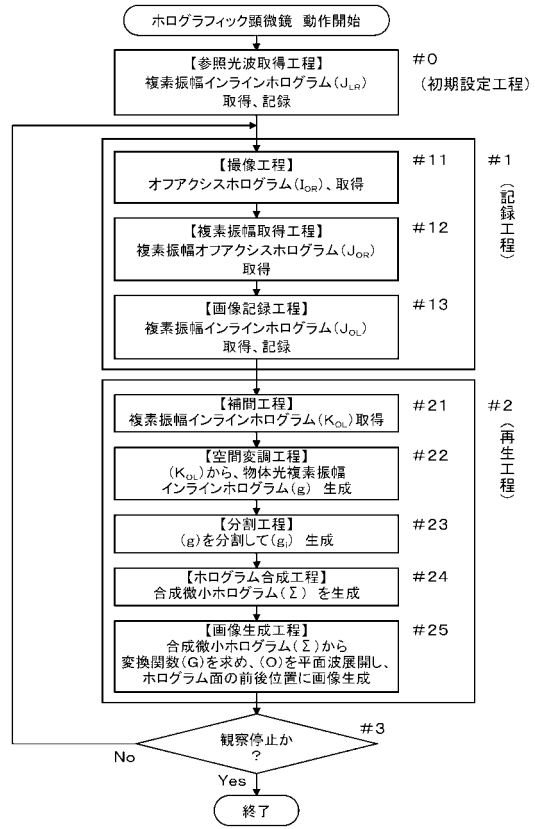 ホログラフィック顕微鏡 動作開始
【参照光波取得工程】
複素振幅インラインホログラム(JLR)
取得、記録
#0
(初期設定工程)
【撮像工程】
オフアクシスホログラム(IOR)、取得
#11
#1
(記録工程)
【複素振幅取得工程】
複素振幅オフアクシスホログラム(JOR)
取得
#12
【画像記録工程】
複素振幅インラインホログラム(JOL)
取得、記録
#13
【補間工程】
複素振幅インラインホログラム(KOL)取得
#21
#2
(再生工程)
【空間変調工程】
(KOL)から、物体光複素振幅
インラインホログラム(g) 生成
#22
【分割工程】
(g)を分割して(gi) 生成
#23
【ホログラム合成工程】
合成微小ホログラム(Σ) を生成
#24
【画像生成工程】
合成微小ホログラム(Σ)から
変換関数(G)を求め、(O)を平面波展開し、
ホログラム面の前後位置に画像生成
#25
観察停止か
?
#3
No
Yes
終了